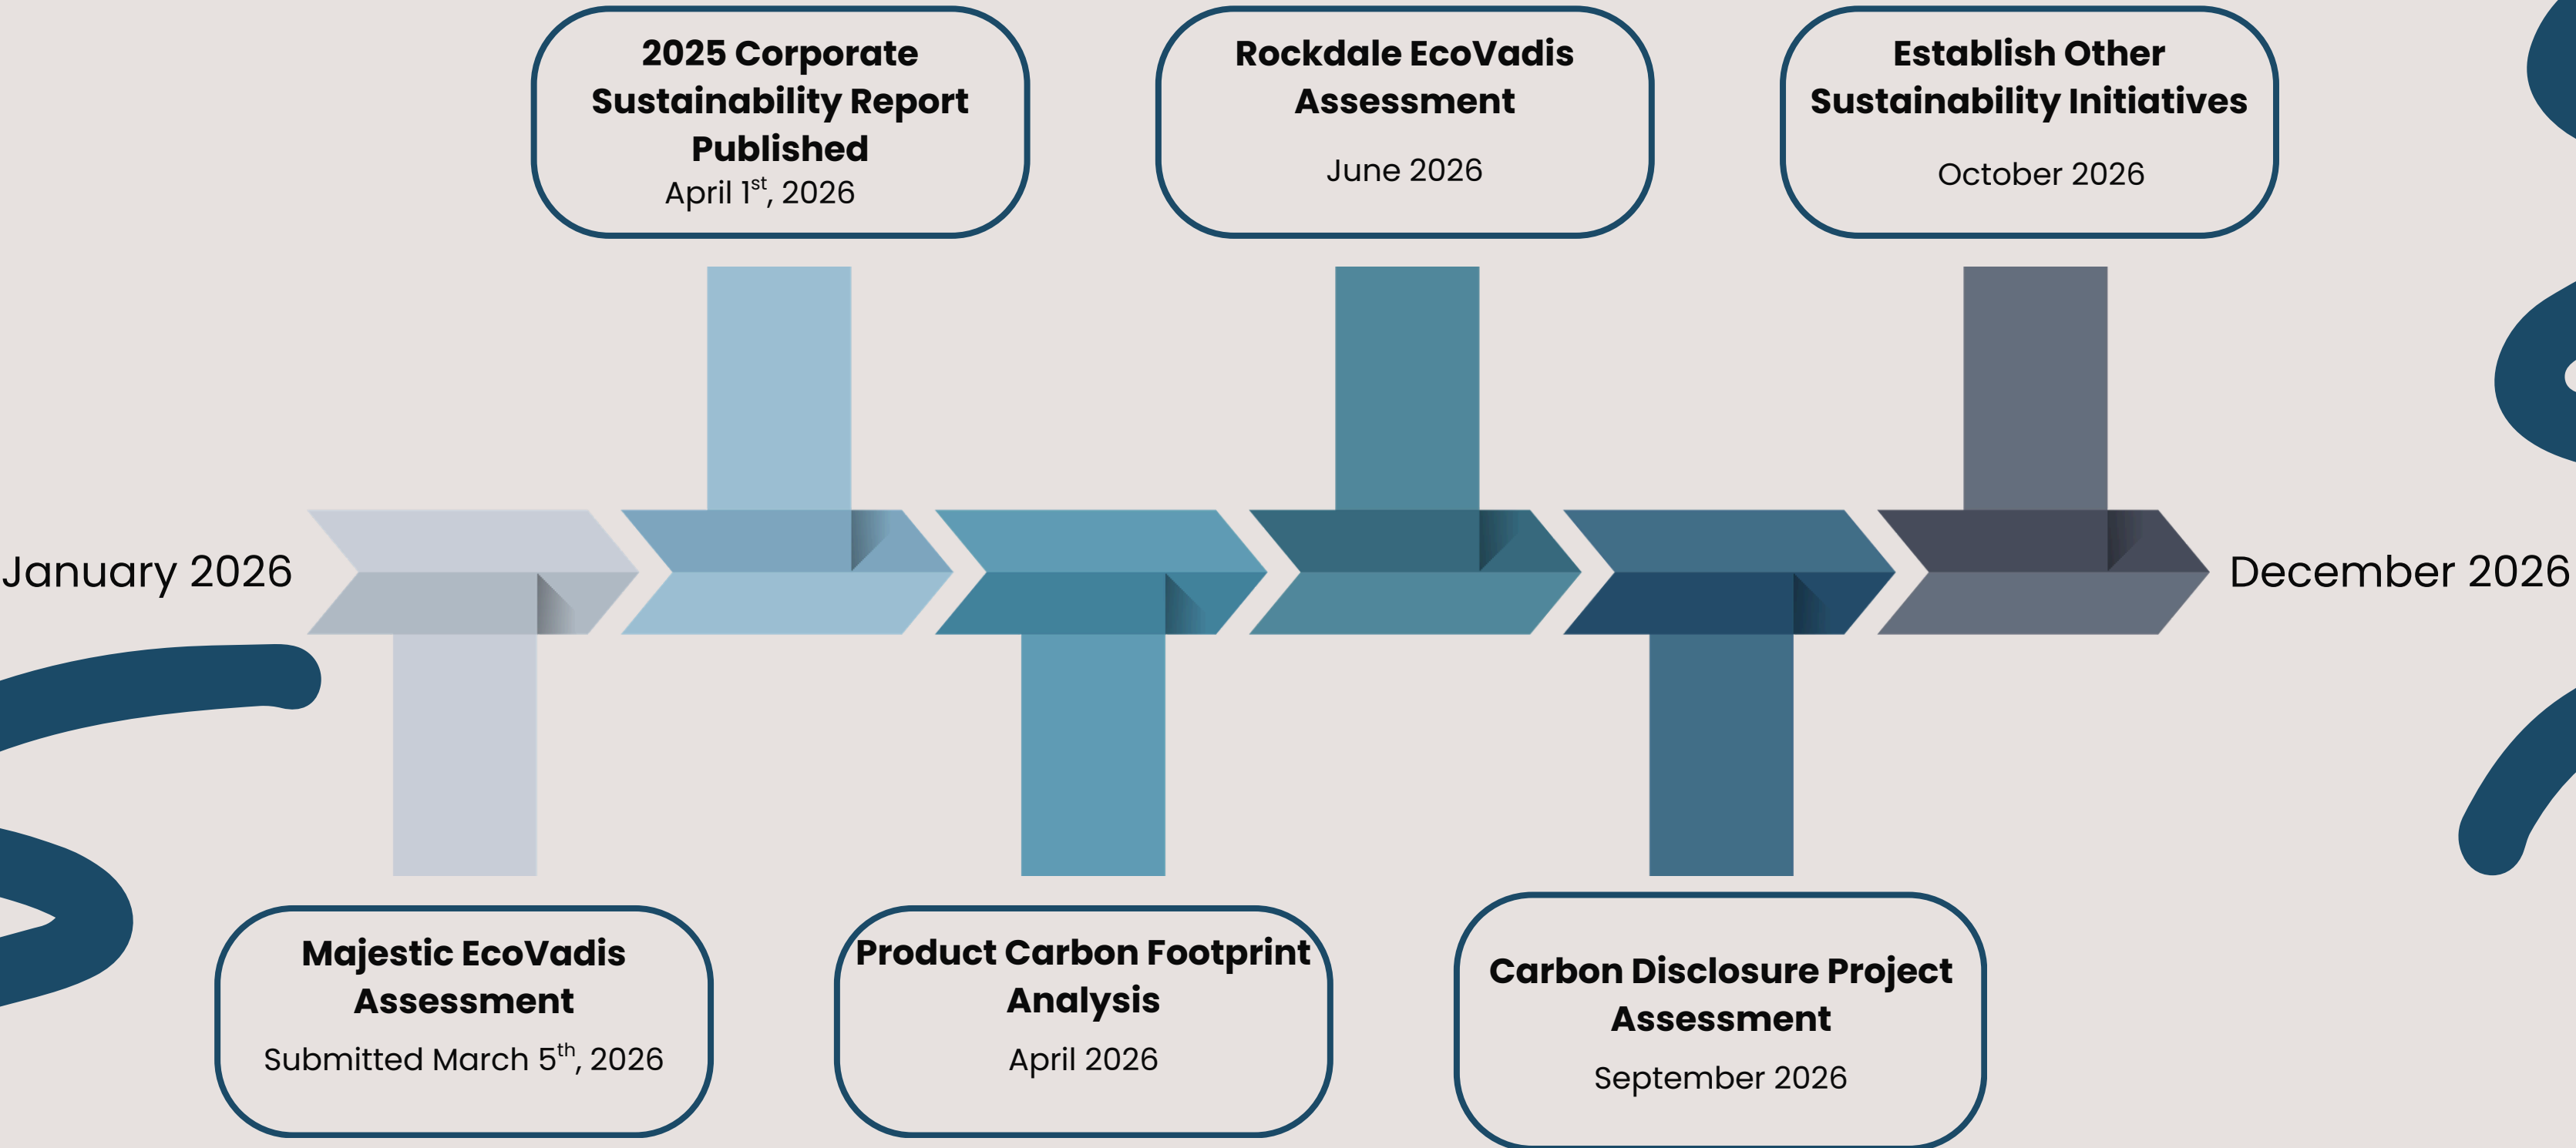 2025 Corporate
Sustainability Report
Published
April 1st, 2026
Rockdale EcoVadis
Assessment
June 2026
Establish Other
Sustainability Initiatives
October 2026
January 2026
December 2026
Majestic EcoVadis
Assessment
Submitted March 5th, 2026
Product Carbon Footprint
Analysis
April 2026
Carbon Disclosure Project
Assessment
September 2026